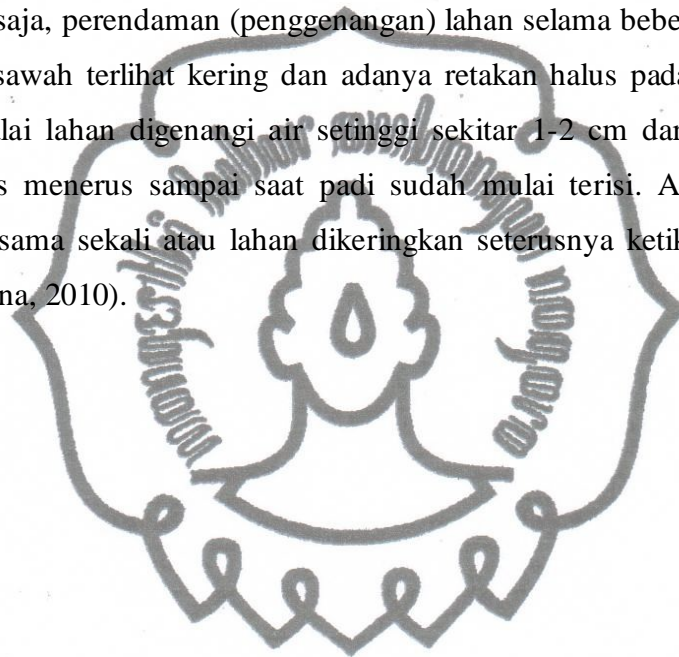 saja, perendaman (penggenangan) lahan selama bebe
sawah terlihat kering dan adanya retakan halus pada
lai lahan digenangi air setinggi sekitar 1-2 cm dar
s menerus sampai saat padi sudah mulai terisi. A
sama sekali atau lahan dikeringkan seterusnya ketik
na, 2010).